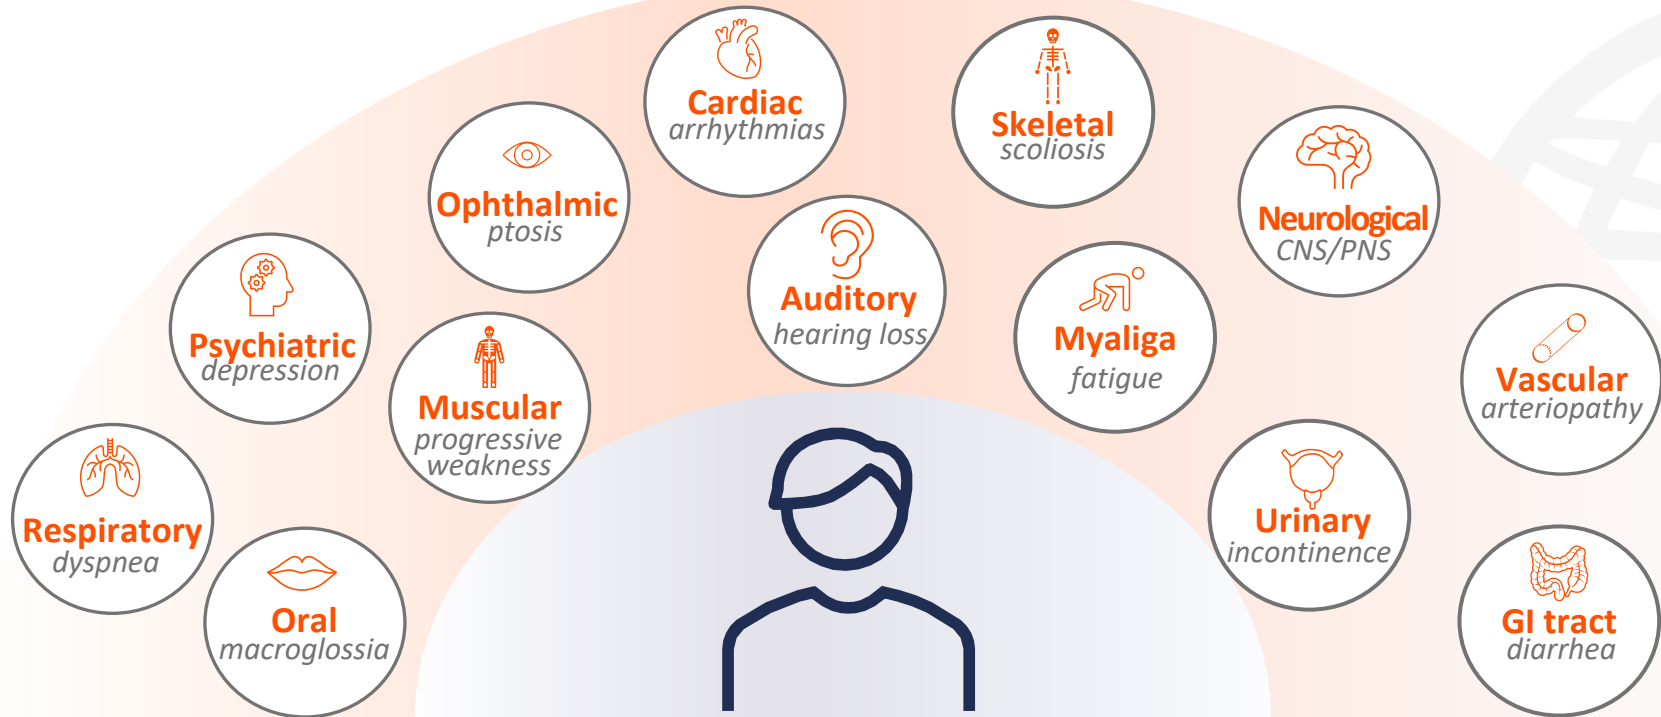 Cardiac
arrhythmias
Skeletal
scoliosis
Ophthalmic
ptosis
Neurological
CNS/PNS
Auditory
hearing loss
Psychiatric
depression
Myaliga
fatigue
Muscular
progressive
weakness
Vascular
arteriopathy
Respiratory
dyspnea
Urinary
incontinence
Oral
macroglossia
GI tract
diarrhea